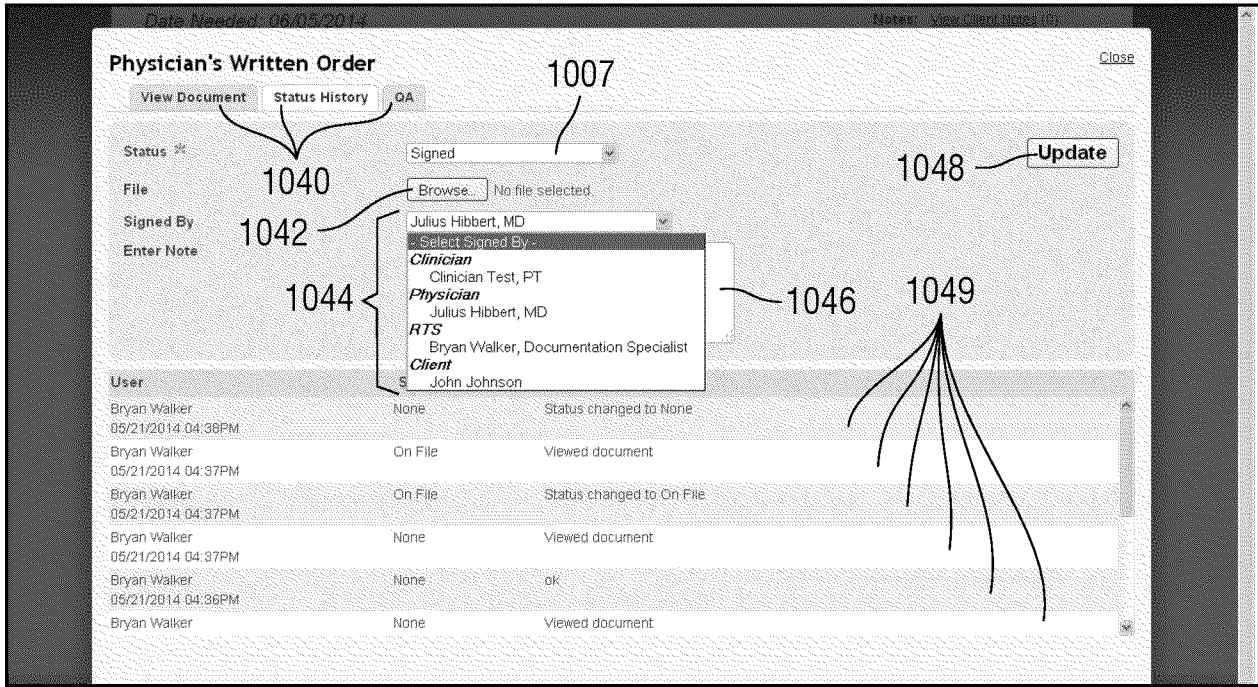 Date Needed: 06/05/2014 Notes: View Client Notes (0)
Physician's Written Order Close
1007
View Document Status History QA
Status * Signed 1048 Update
1040
File Browse... No file selected.
Signed By Julius Hibbert, MD
1042
Enter Note - Select Signed By -
Clinician
Clinician Test, PT
1044 Physician 1046 1049
Julius Hibbert, MD
RTS
Bryan Walker, Documentation Specialist
Client
John Johnson
User S
Bryan Walker None Status changed to None
05/21/2014 04:38PM
Bryan Walker On File Viewed document
05/21/2014 04:37PM
Bryan Walker On File Status changed to On File
05/21/2014 04:37PM
Bryan Walker None Viewed document
05/21/2014 04:37PM
Bryan Walker None ok
05/21/2014 04:36PM
Bryan Walker None Viewed document